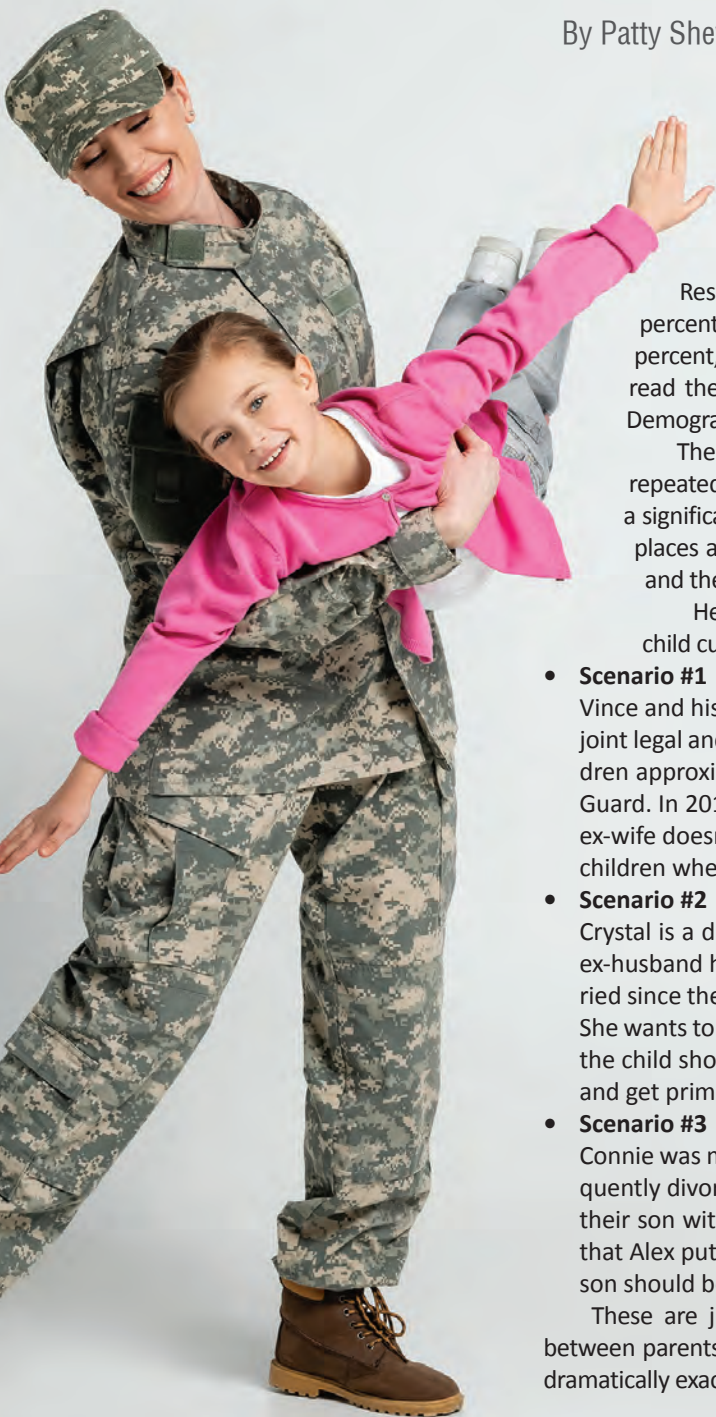 By Patty She
Res
percent
percent,
read the
Demogra
The
repeated
a significa
places a
and the
He
child cu
• Scenario #1
Vince and his
joint legal and
dren approxi
Guard. In 201
ex-wife doesn
children whe
• Scenario #2
Crystal is a d
ex-husband h
ried since the
She wants to
the child sho
and get prim
• Scenario #3
Connie was n
quently divor
their son wit
that Alex put
son should b
These are j
between parents
dramatically exac